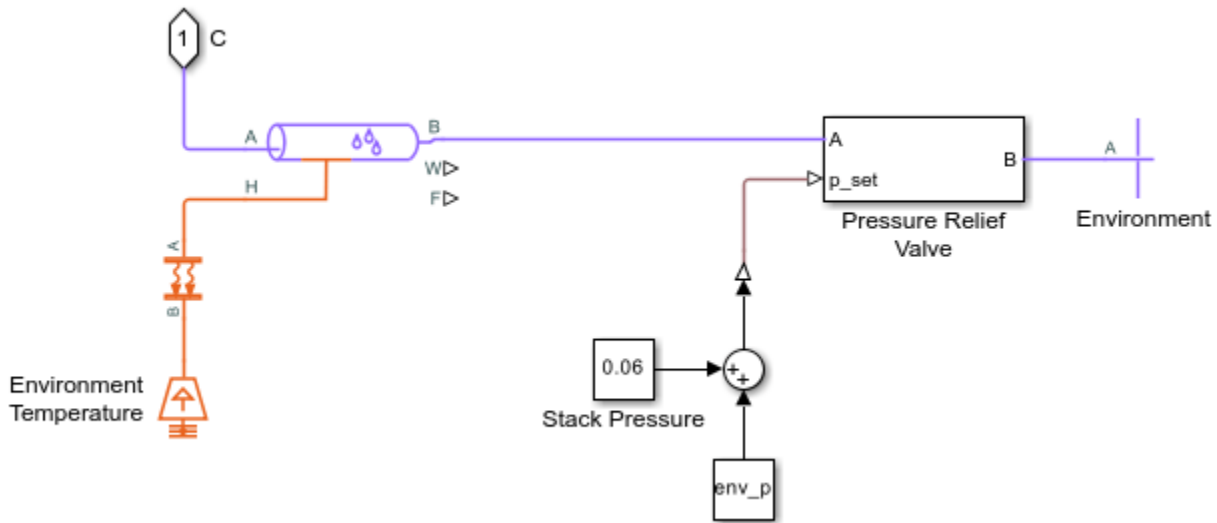 1
C
A
B
W
F
H
A
B
Environment
Temperature
A
p_set
B
Pressure Relief
Valve
A
Environment
0.06
Stack Pressure
+
+
env_p